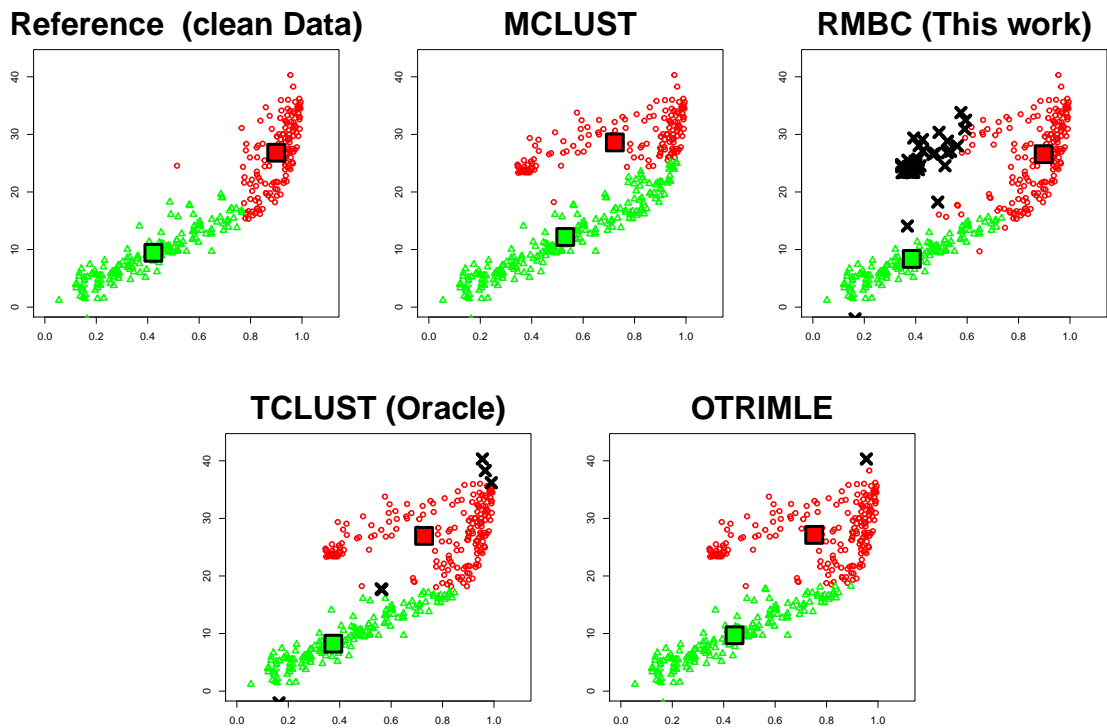 Reference (clean Data) MCLUST RMBC (This work)
40 40 40
30 30 30
20 20 20
10 10 10
0 0 0
0.0 0.2 0.4 0.6 0.8 1.0 0.0 0.2 0.4 0.6 0.8 1.0 0.0 0.2 0.4 0.6 0.8 1.0
TCLUST (Oracle) OTRIMLE
40 40
30 30
20 20
10 10
0 0
0.0 0.2 0.4 0.6 0.8 1.0 0.0 0.2 0.4 0.6 0.8 1.0